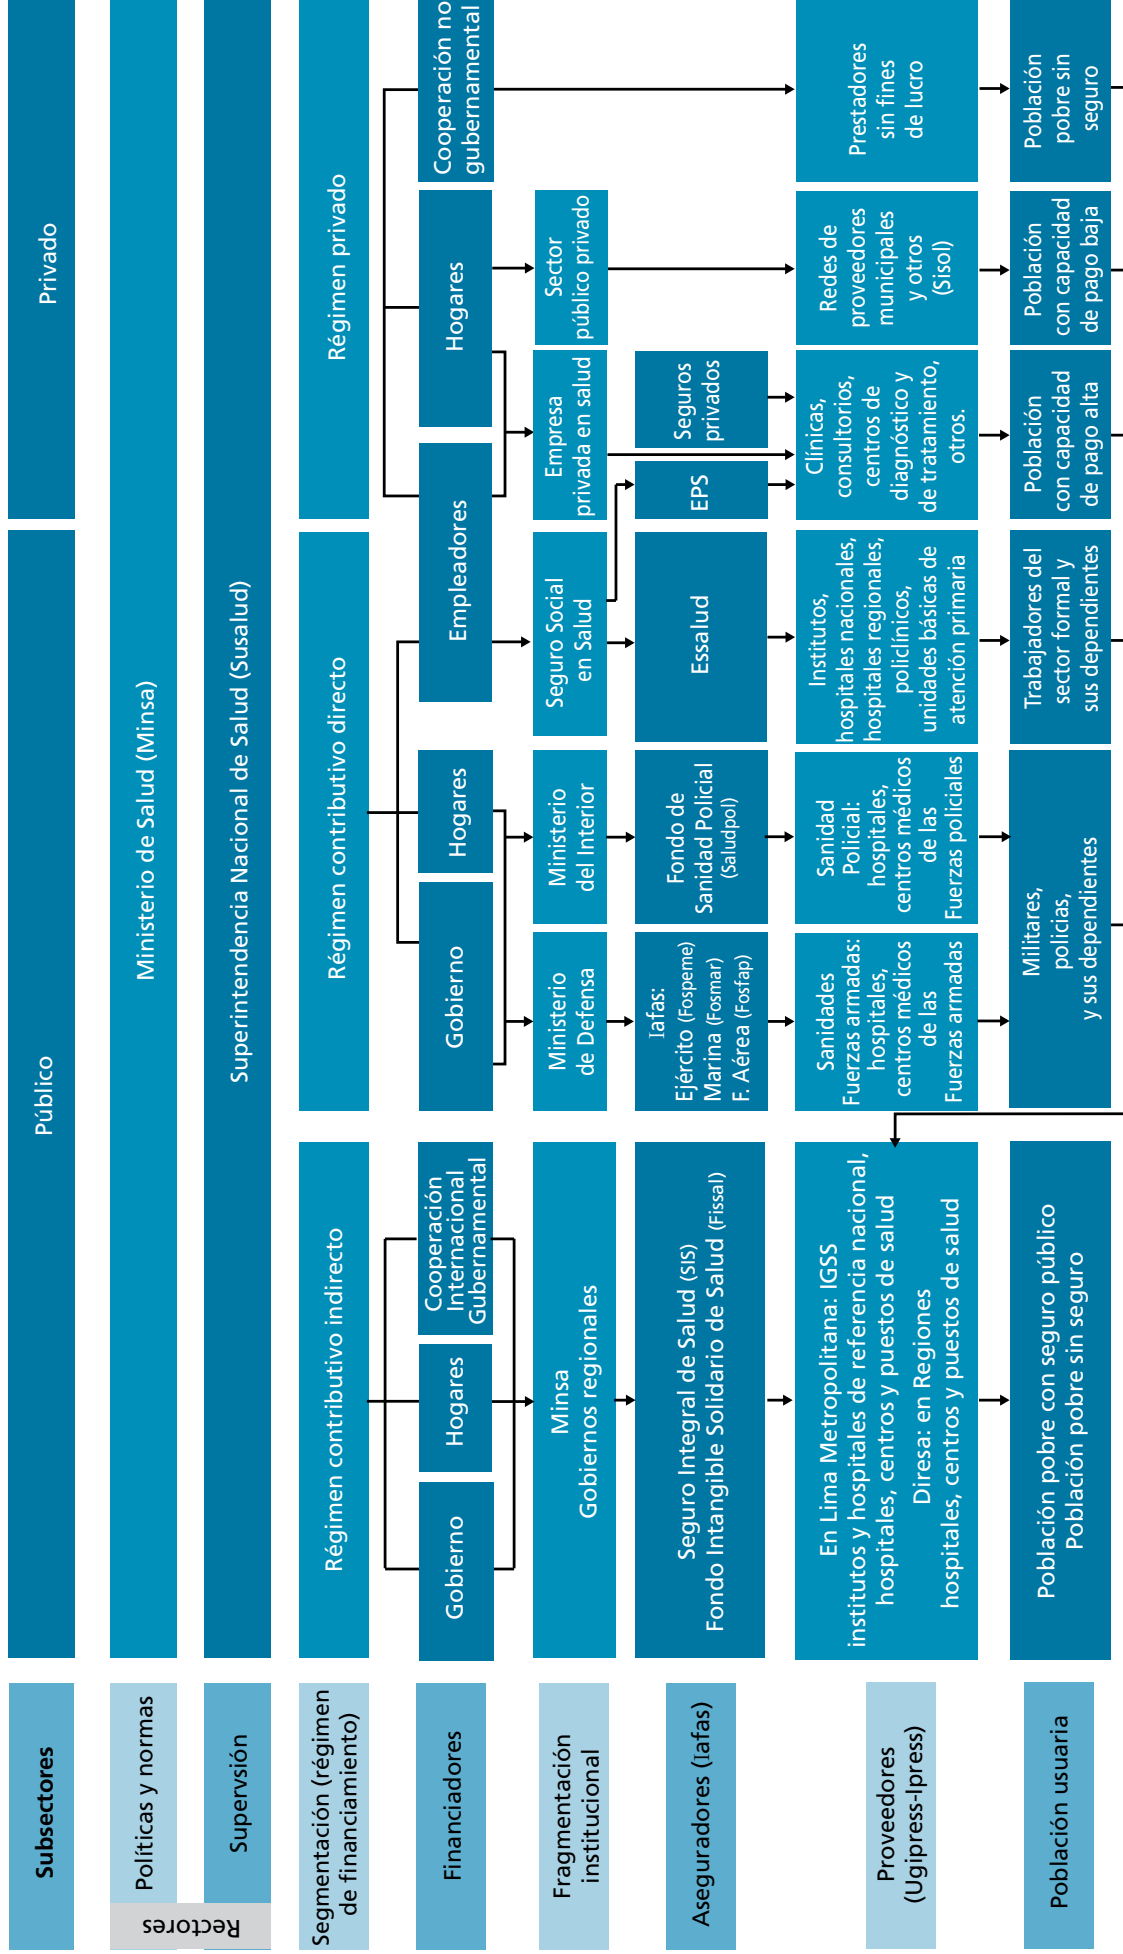 Subsectores
Público
Privado
Rectores
Políticas y normas
Ministerio de Salud (Minsa)
Supervsión
Superintendencia Nacional de Salud (Susalud)
Segmentación (régimen
de financiamiento)
Régimen contributivo indirecto
Régimen contributivo directo
Régimen privado
Financiadores
Gobierno
Hogares
Cooperación
Internacional
Gubernamental
Gobierno
Hogares
Empleadores
Hogares
Cooperación no
gubernamental
Fragmentación
institucional
Minsa
Gobiernos regionales
Ministerio
de Defensa
Ministerio
del Interior
Seguro Social
en Salud
Empresa
privada en salud
Sector
público privado
Aseguradores (Iafas)
Seguro Integral de Salud (SIS)
Fondo Intangible Solidario de Salud (Fissal)
Iafas:
Ejército (Fospeme)
Marina (Fosmar)
F. Aérea (Fosfap)
Fondo de
Sanidad Policial
(Saludpol)
Essalud
EPS
Seguros
privados
Proveedores
(Ugipress-Ipress)
En Lima Metropolitana: IGSS
institutos y hospitales de referencia nacional,
hospitales, centros y puestos de salud
Diresa: en Regiones
hospitales, centros y puestos de salud
Sanidades
Fuerzas armadas:
hospitales,
centros médicos
de las
Fuerzas armadas
Sanidad
Policial:
hospitales,
centros médicos
de las
Fuerzas policiales
Institutos,
hospitales nacionales,
hospitales regionales,
policlínicos,
unidades básicas de
atención primaria
Clínicas,
consultorios,
centros de
diagnóstico y
de tratamiento,
otros.
Redes de
proveedores
municipales
y otros
(Sisol)
Prestadores
sin fines
de lucro
Población usuaria
Población pobre con seguro público
Población pobre sin seguro
Militares,
policias,
y sus dependientes
Trabajadores del
sector formal y
sus dependientes
Población
con capacidad
de pago alta
Población
con capacidad
de pago baja
Población
pobre sin
seguro